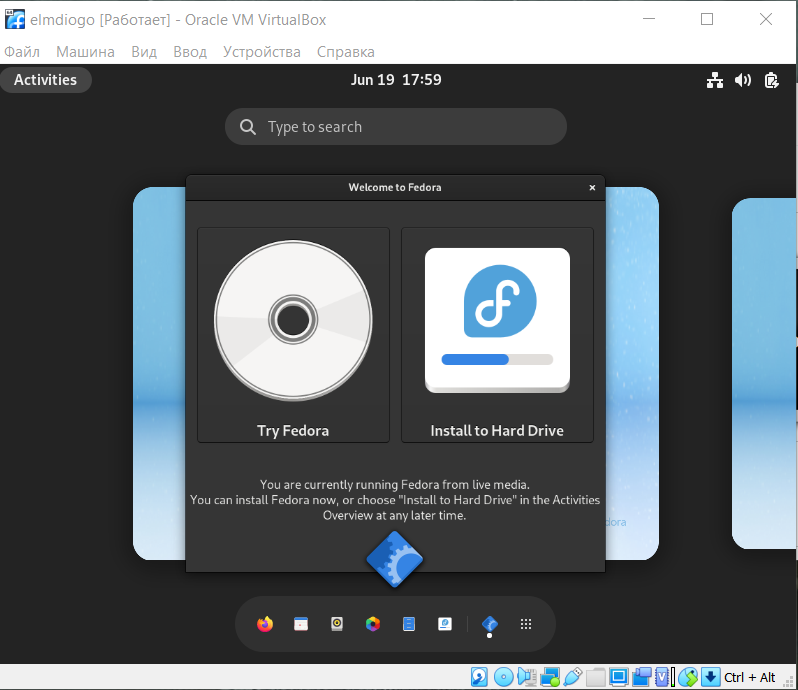 elmdiogo [Работает] - Oracle VM VirtualBox
Файл Машина Вид Ввод Устройства Справка
Activities Jun 19 17:59
Type to search
Welcome to Fedora
Try Fedora Install to Hard Drive
You are currently running Fedora from live media.
You can install Fedora now, or choose "Install to Hard Drive" in the Activities
Overview at any later time.
dora
Ctrl + Alt